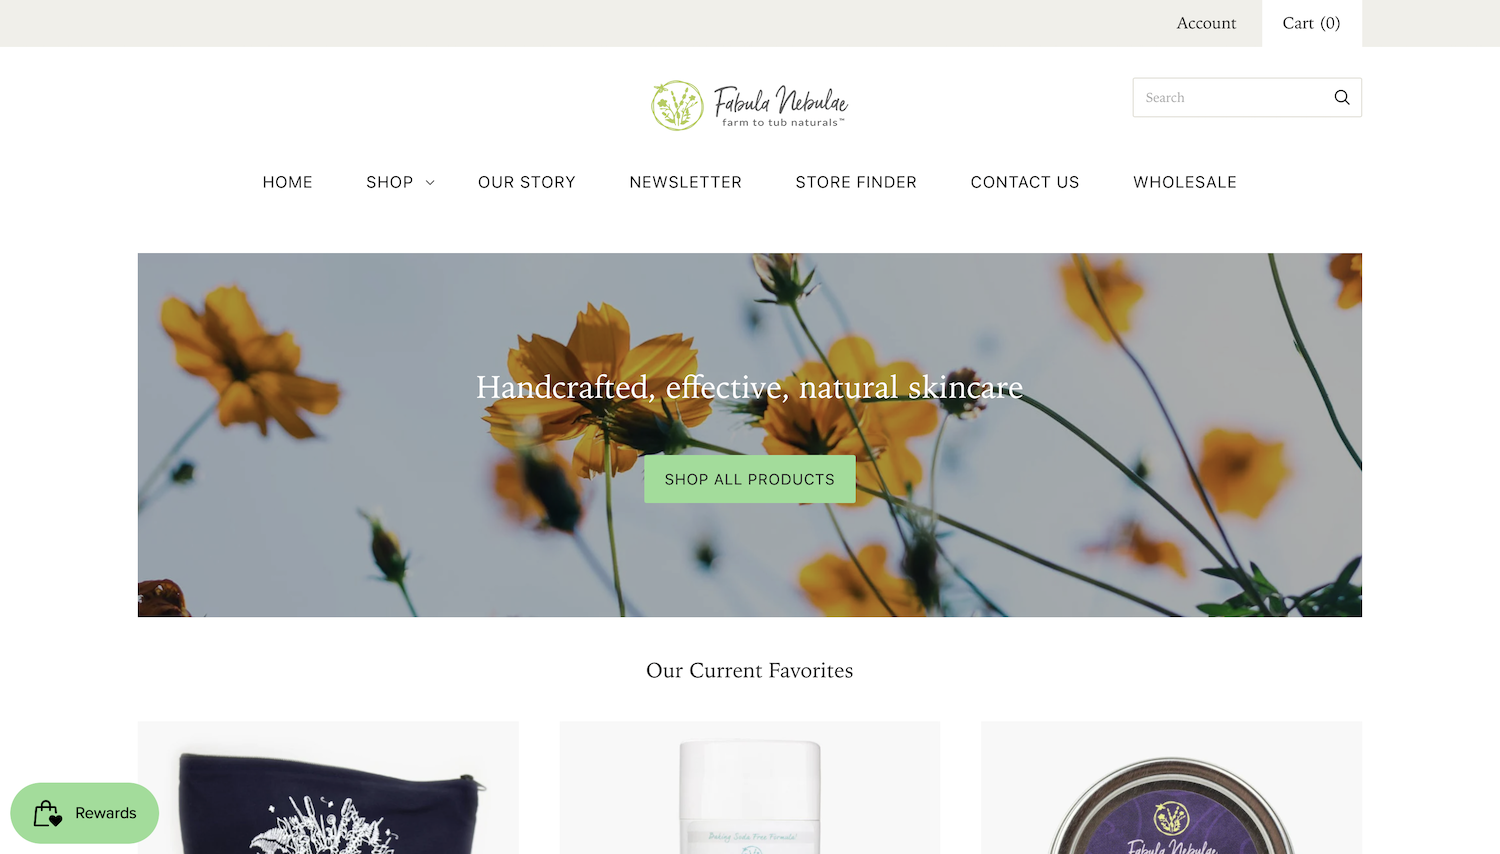 Account
Cart (0)
Fabula Nebulae
farm to tub naturals™
Search
HOME
SHOP
OUR STORY
NEWSLETTER
STORE FINDER
CONTACT US
WHOLESALE
Handcrafted, effective, natural skincare
SHOP ALL PRODUCTS
Our Current Favorites
Baking Soda Free Formula!
Fabula Nebulae
Rewards